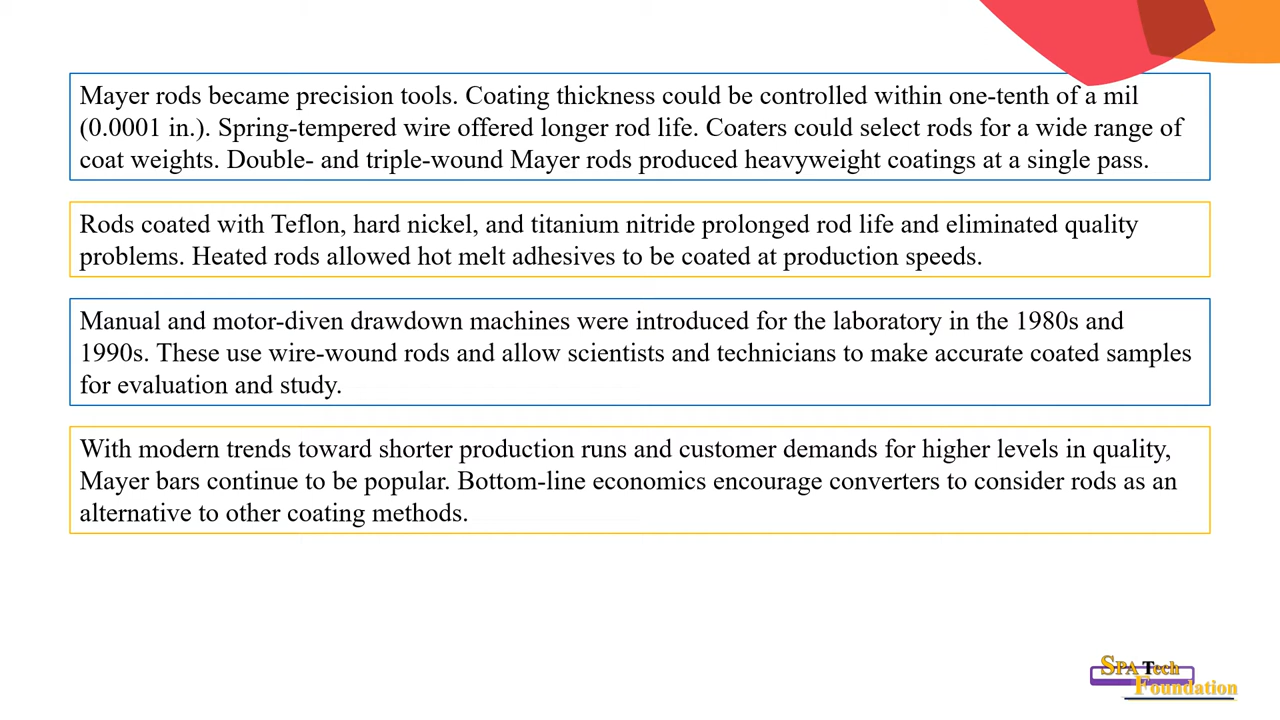 Mayer rods became precision tools. Coating thickness could be controlled within one-tenth of a mil
(0.0001 in.). Spring-tempered wire offered longer rod life. Coaters could select rods for a wide range of
coat weights. Double- and triple-wound Mayer rods produced heavyweight coatings at a single pass.
Rods coated with Teflon, hard nickel, and titanium nitride prolonged rod life and eliminated quality
problems. Heated rods allowed hot melt adhesives to be coated at production speeds.
Manual and motor-diven drawdown machines were introduced for the laboratory in the 1980s and
1990s. These use wire-wound rods and allow scientists and technicians to make accurate coated samples
for evaluation and study.
With modern trends toward shorter production runs and customer demands for higher levels in quality,
Mayer bars continue to be popular. Bottom-line economics encourage converters to consider rods as an
alternative to other coating methods.
SPA Tech
Foundation